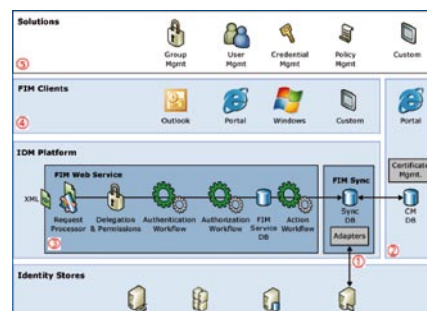 Solutions
Group Mgmt
User Mgmt
Credential Mgmt
Policy Mgmt
Custom
⑤
FIM Clients
Outlook
Portal
Windows
Custom
Portal
④
IDM Platform
FIM Web Service
FIM Sync
Certificate Mgmt.
XML
Request Processor
Delegation & Permissions
Authentication Workflow
Authorization Workflow
FIM Service DB
Action Workflow
Sync DB
CM DB
Adapters
③
①
②
Identity Stores